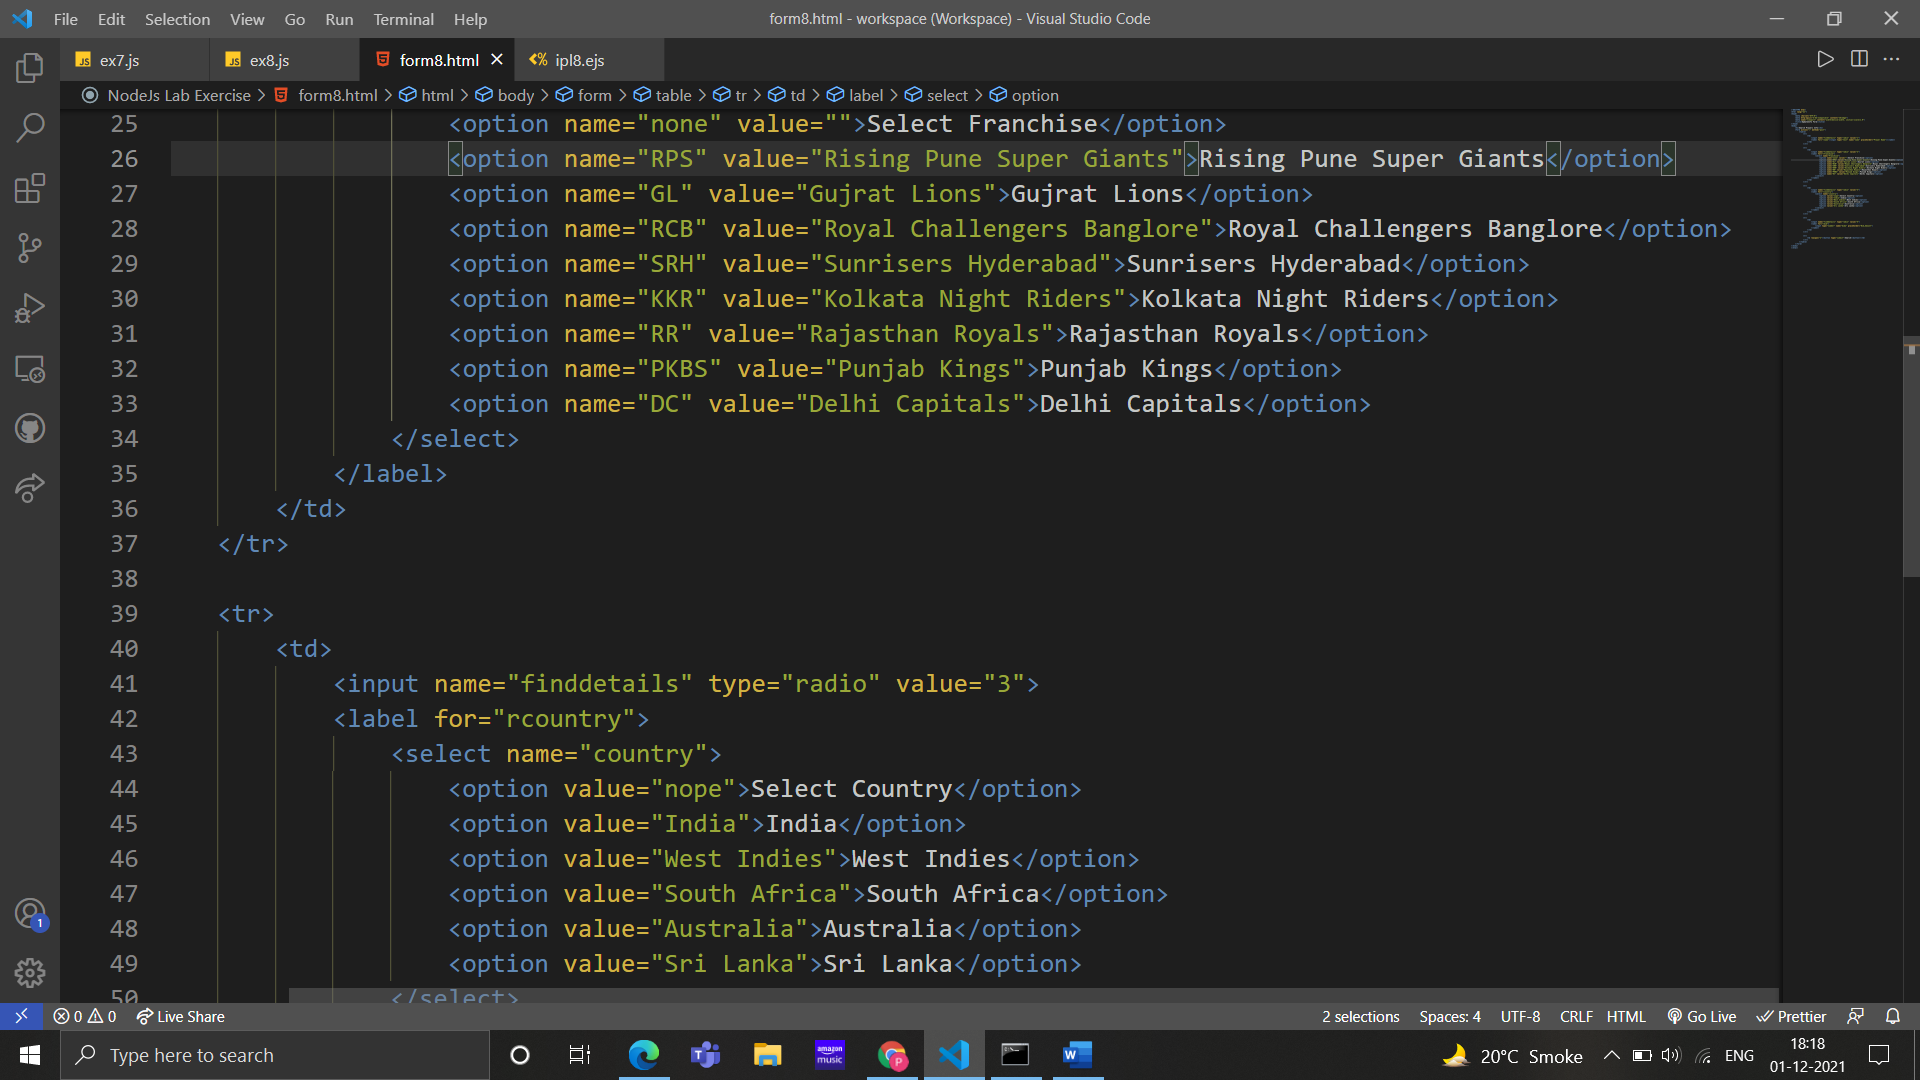 File Edit Selection View Go Run Terminal Help
form8.html - workspace (Workspace) - Visual Studio Code
JS ex7.js
JS ex8.js
form8.html
<%> ipl8.ejs
NodeJs Lab Exercise > form8.html > html > body > form > table > tr > td > label > select > option
25 <option name="none" value="">Select Franchise</option>
26 <option name="RPS" value="Rising Pune Super Giants">Rising Pune Super Giants</option>
27 <option name="GL" value="Gujrat Lions">Gujrat Lions</option>
28 <option name="RCB" value="Royal Challengers Banglore">Royal Challengers Banglore</option>
29 <option name="SRH" value="Sunrisers Hyderabad">Sunrisers Hyderabad</option>
30 <option name="KKR" value="Kolkata Night Riders">Kolkata Night Riders</option>
31 <option name="RR" value="Rajasthan Royals">Rajasthan Royals</option>
32 <option name="PKBS" value="Punjab Kings">Punjab Kings</option>
33 <option name="DC" value="Delhi Capitals">Delhi Capitals</option>
34 </select>
35 </label>
36 </td>
37 </tr>
38
39 <tr>
40 <td>
41 <input name="finddetails" type="radio" value="3">
42 <label for="rcountry">
43 <select name="country">
44 <option value="nope">Select Country</option>
45 <option value="India">India</option>
46 <option value="West Indies">West Indies</option>
47 <option value="South Africa">South Africa</option>
48 <option value="Australia">Australia</option>
49 <option value="Sri Lanka">Sri Lanka</option>
50 </select>
1
0 0 Live Share
2 selections Spaces: 4 UTF-8 CRLF HTML Go Live Prettier
Type here to search
amazon music
20°C Smoke
ENG
18:18
01-12-2021